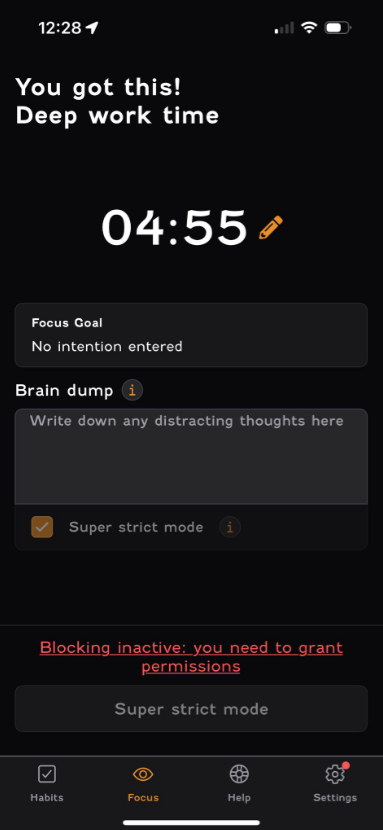 12:28
You got this!
Deep work time
04:55
Focus Goal
No intention entered
Brain dump i
Write down any distracting thoughts here
Super strict mode i
Blocking inactive: you need to grant
permissions
Super strict mode
Habits Focus Help Settings